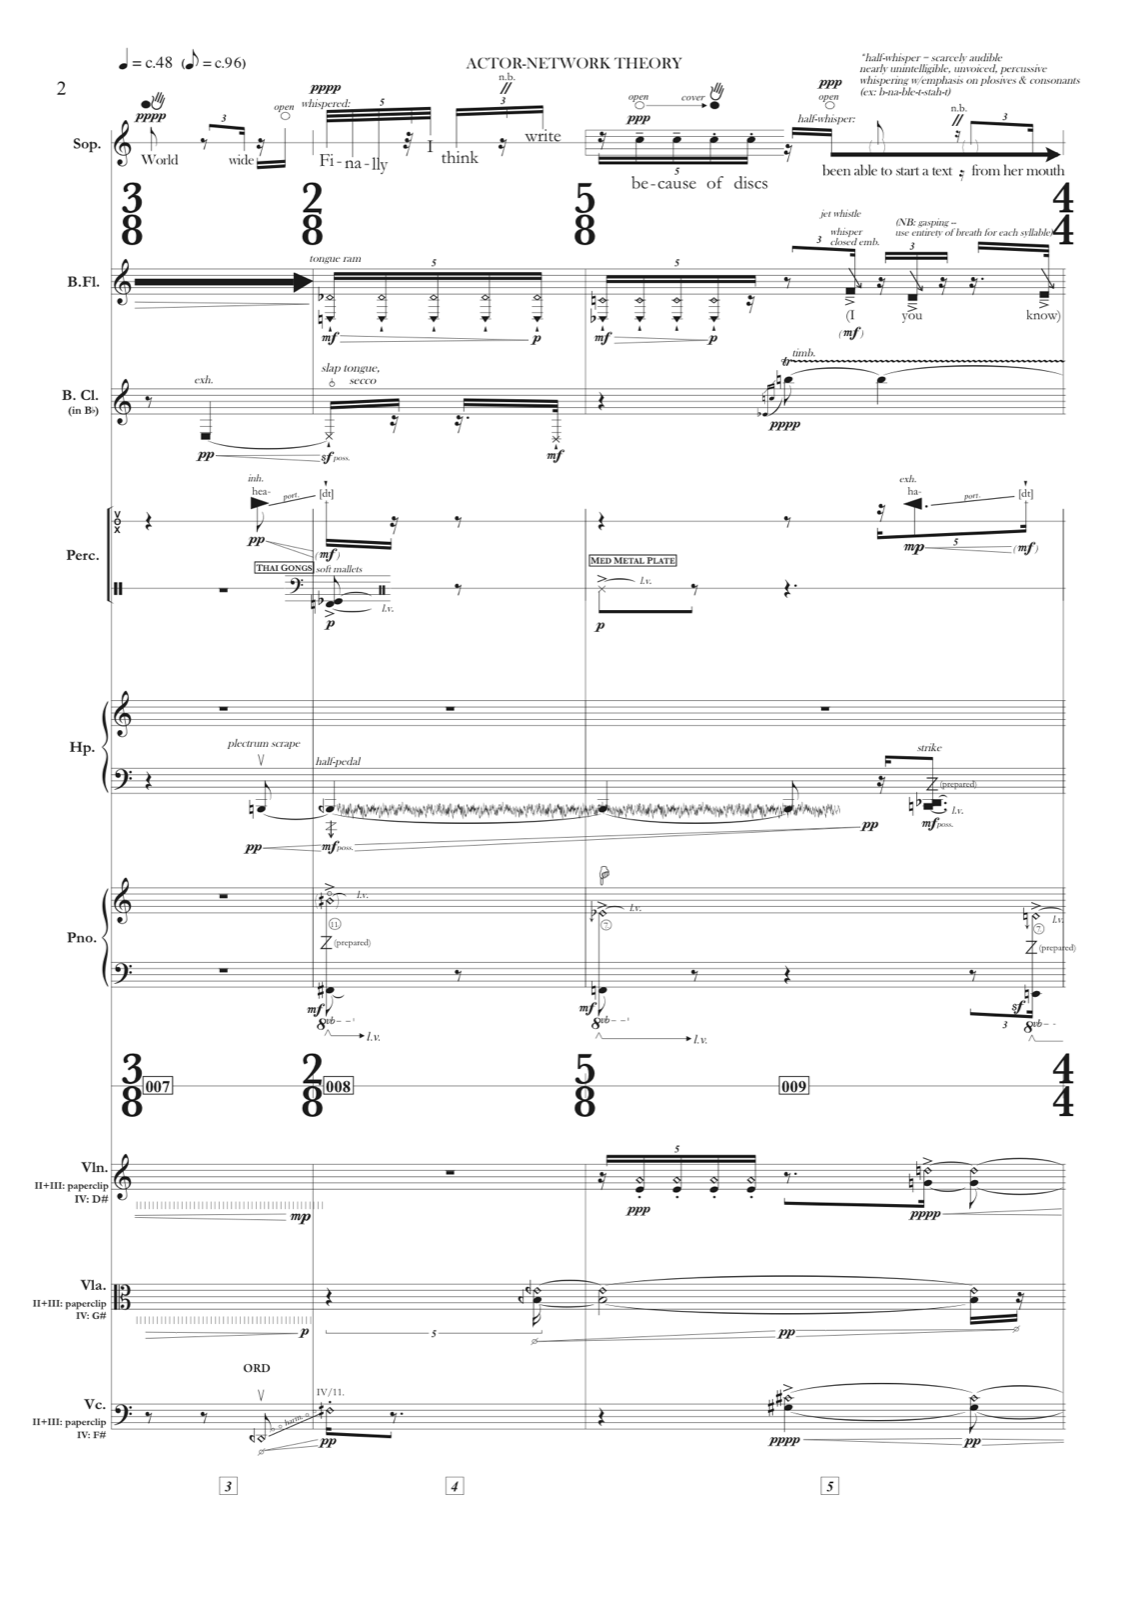 2
♩ = c.48 (♪ = c.96)
ACTOR-NETWORK THEORY
pppp
whispered:
n.b.
open
cover
ppp
half-whisper:
open
*half-whisper – scarcely audible
nearly unintelligible, unvoiced, percussive
whispering w/emphasis on plosives & consonants
(ex: b-na-ble-t-stah-t)
n.b.
pppp
open
5
3
3
ppp
3
Sop.
World wide Fi - na - lly I think write
be - cause of discs
been able to start a text from her mouth
5
3 8
2 8
5 8
4 4
jet whistle
whisper
closed emb.
(NB: gasping --
use entirety of breath for each syllable)
tongue ram
5
5
3
3
B.Fl.
(I you know)
mf
p
mf
p
(mf)
exh.
slap tongue,
secco
tr
timb.
B. Cl.
(in B♭)
pp
sf poss.
mf
pppp
inh.
hea-
port.
[dt]
exh.
ha-
port.
[dt]
VOX
pp
(mf)
mp
5
(mf)
Perc.
THAI GONGS
soft mallets
MED METAL PLATE
l.v.
l.v.
p
p
plectrum scrape
half-pedal
strike
Hp.
(prepared)
l.v.
pp
mf poss.
pp
mf poss.
l.v.
l.v.
l.v.
11
7
7
Pno.
(prepared)
(prepared)
mf
mf
sf
3
8vb
8vb
8vb
l.v.
l.v.
3 8
007
2 8
008
5 8
009
4 4
Vln.
II+III: paperclip
IV: D#
5
mp
ppp
pppp
Vla.
II+III: paperclip
IV: G#
p
5
pp
ORD
IV/11.
Vc.
II+III: paperclip
IV: F#
harm.
pp
pppp
pp
3
4
5